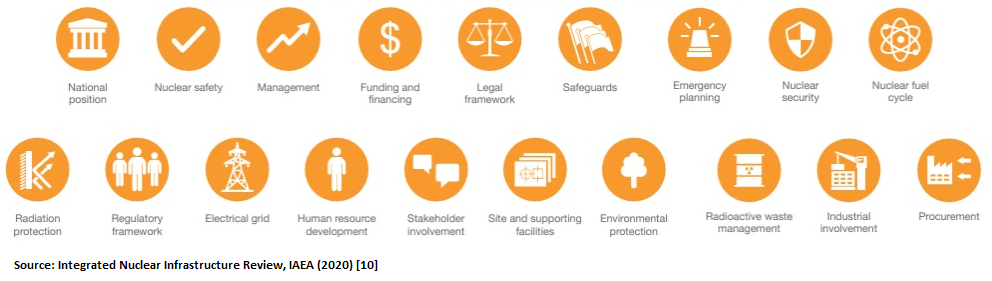 National position
Nuclear safety
Management
Funding and financing
Legal framework
Safeguards
Emergency planning
Nuclear security
Nuclear fuel cycle
Radiation protection
Regulatory framework
Electrical grid
Human resource development
Stakeholder involvement
Site and supporting facilities
Environmental protection
Radioactive waste management
Industrial involvement
Procurement
Source: Integrated Nuclear Infrastructure Review, IAEA (2020) [10]